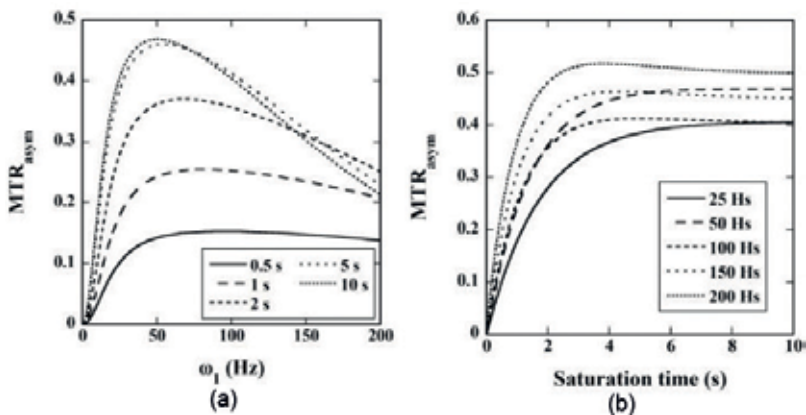 0.5
0.4
0.3
0.2
0.1
0
MTRasym
0.5 s
1 s
2 s
5 s
10 s
0 50 100 150 200
ω1 (Hz)
(a)
0.6
0.5
0.4
0.3
0.2
0.1
0
MTRasym
25 Hs
50 Hs
100 Hs
150 Hs
200 Hs
0 2 4 6 8 10
Saturation time (s)
(b)